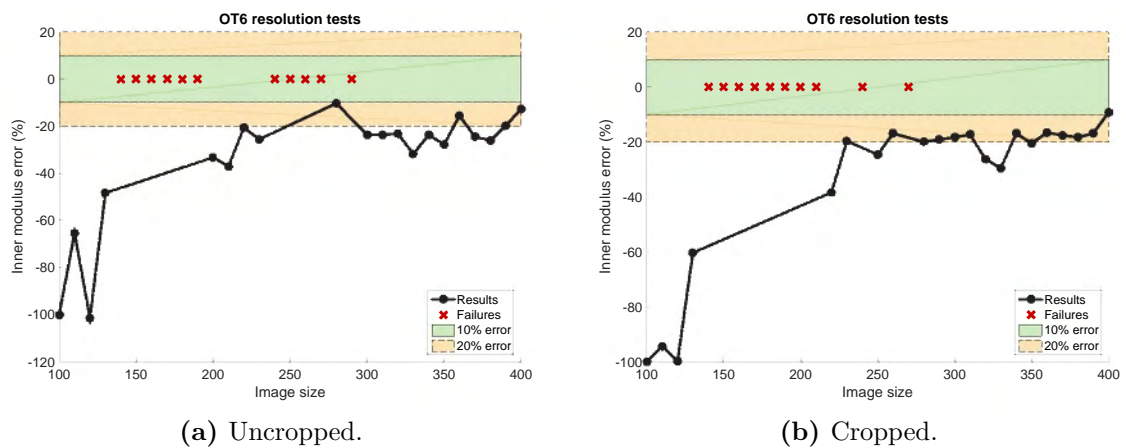 OT6 resolution tests
20
0
-20
-40
-60
-80
-100
-120
Inner modulus error (%)
100
150
200
250
300
350
400
Image size
Results
Failures
10% error
20% error
(a) Uncropped.
OT6 resolution tests
20
0
-20
-40
-60
-80
-100
Inner modulus error (%)
100
150
200
250
300
350
400
Image size
Results
Failures
10% error
20% error
(b) Cropped.